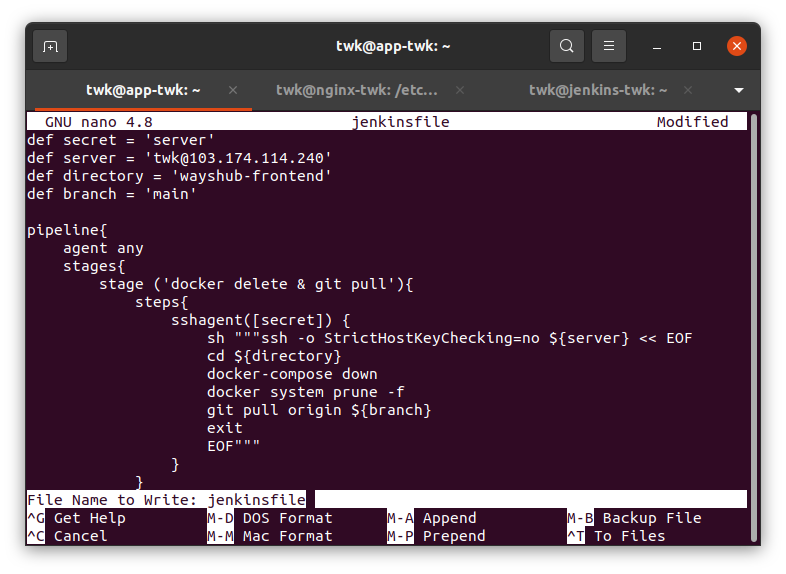 twk@app-twk: ~
twk@app-twk: ~ twk@nginx-twk: /etc... twk@jenkins-twk: ~
GNU nano 4.8 jenkinsfile Modified
def secret = 'server'
def server = 'twk@103.174.114.240'
def directory = 'wayshub-frontend'
def branch = 'main'

pipeline{
    agent any
    stages{
        stage ('docker delete & git pull'){
            steps{
                sshagent([secret]) {
                    sh """ssh -o StrictHostKeyChecking=no ${server} << EOF
                    cd ${directory}
                    docker-compose down
                    docker system prune -f
                    git pull origin ${branch}
                    exit
                    EOF"""
                }
            }
File Name to Write: jenkinsfile
^G Get Help M-D DOS Format M-A Append M-B Backup File
^C Cancel M-M Mac Format M-P Prepend ^T To Files